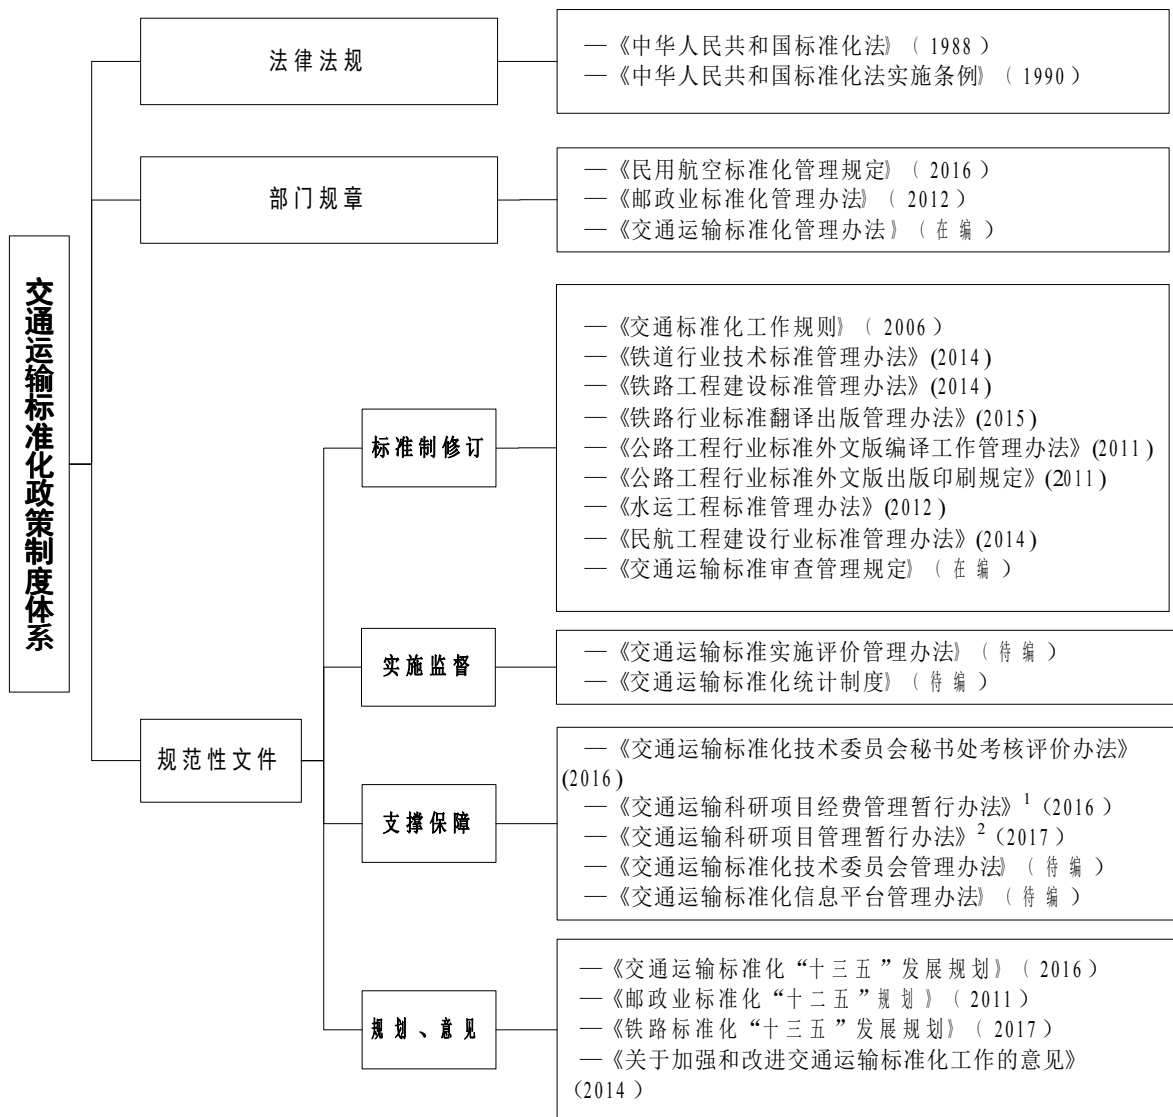 交通运输标准化政策制度体系
法律法规
—《中华人民共和国标准化法》（1988）
—《中华人民共和国标准化法实施条例》（1990）
部门规章
—《民用航空标准化管理规定》（2016）
—《邮政业标准化管理办法》（2012）
—《交通运输标准化管理办法》（在编）
规范性文件
标准制修订
—《交通标准化工作规则》（2006）
—《铁道行业技术标准管理办法》(2014)
—《铁路工程建设标准管理办法》(2014)
—《铁路行业标准翻译出版管理办法》(2015)
—《公路工程行业标准外文版编译工作管理办法》(2011)
—《公路工程行业标准外文版出版印刷规定》(2011)
—《水运工程标准管理办法》(2012)
—《民航工程建设行业标准管理办法》(2014)
—《交通运输标准审查管理规定》（在编）
实施监督
—《交通运输标准实施评价管理办法》（待编）
—《交通运输标准化统计制度》（待编）
支撑保障
—《交通运输标准化技术委员会秘书处考核评价办法》
(2016)
—《交通运输科研项目经费管理暂行办法》1（2016）
—《交通运输科研项目管理暂行办法》2（2017）
—《交通运输标准化技术委员会管理办法》（待编）
—《交通运输标准化信息平台管理办法》（待编）
规划、意见
—《交通运输标准化“十三五”发展规划》（2016）
—《邮政业标准化“十二五”规划》（2011）
—《铁路标准化“十三五”发展规划》（2017）
—《关于加强和改进交通运输标准化工作的意见》
（2014）